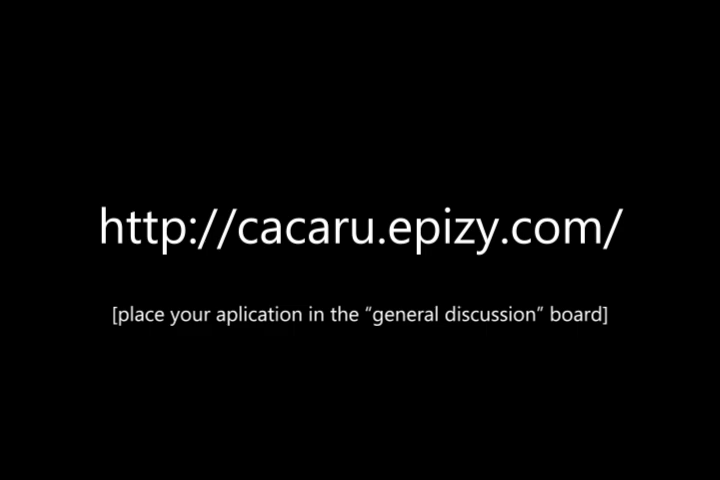 http://cacaru.epizy.com/
[place your aplication in the “general discussion” board]